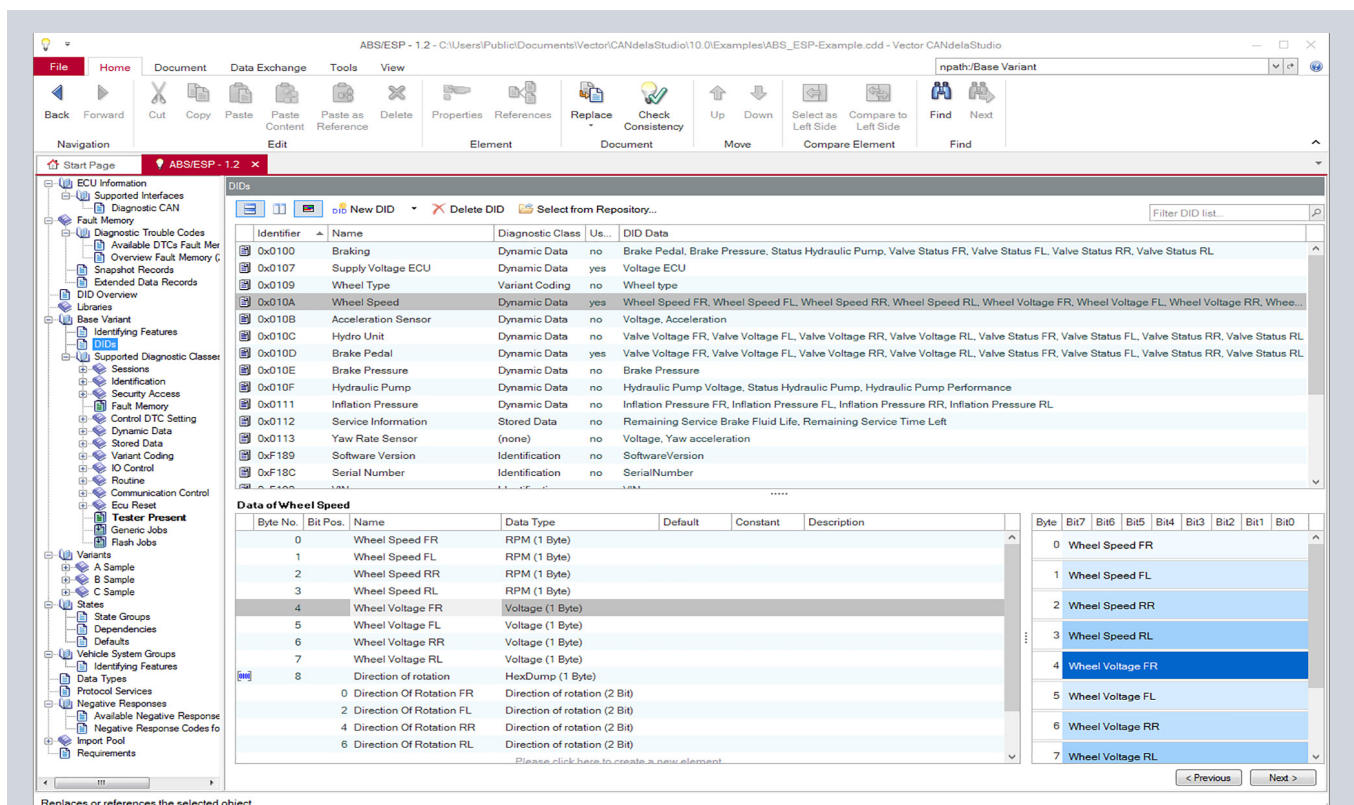 ABS/ESP - 1.2 - C:\Users\Public\Documents\Vector\CANdelaStudio\10.0\Examples\ABS_ESP-Example.cdd - Vector CANdelaStudio
File Home Document Data Exchange Tools View npath:/Base Variant
Back Forward Cut Copy Paste Paste Content Paste as Reference Delete Properties References Replace Check Consistency Up Down Select as Left Side Compare to Left Side Find Next
Navigation Edit Element Document Move Compare Element Find
Start Page ABS/ESP - 1.2
ECU Information
Supported Interfaces
Diagnostic CAN
Fault Memory
Diagnostic Trouble Codes
Available DTCs Fault Mer
Overview Fault Memory (
Snapshot Records
Extended Data Records
DID Overview
Libraries
Base Variant
Identifying Features
DIDs
Supported Diagnostic Classes
Sessions
Identification
Security Access
Fault Memory
Control DTC Setting
Dynamic Data
Stored Data
Variant Coding
IO Control
Routine
Communication Control
Ecu Reset
Tester Present
Generic Jobs
Flash Jobs
Variants
A Sample
B Sample
C Sample
States
State Groups
Dependencies
Defaults
Vehicle System Groups
Identifying Features
Data Types
Protocol Services
Negative Responses
Available Negative Response
Negative Response Codes fo
Import Pool
Requirements
DIDs
New DID Delete DID Select from Repository... Filter DID list...
Identifier Name Diagnostic Class Us... DID Data
0x0100 Braking Dynamic Data no Brake Pedal, Brake Pressure, Status Hydraulic Pump, Valve Status FR, Valve Status FL, Valve Status RR, Valve Status RL
0x0107 Supply Voltage ECU Dynamic Data yes Voltage ECU
0x0109 Wheel Type Variant Coding no Wheel type
0x010A Wheel Speed Dynamic Data yes Wheel Speed FR, Wheel Speed FL, Wheel Speed RR, Wheel Speed RL, Wheel Voltage FR, Wheel Voltage FL, Wheel Voltage RR, Whee...
0x010B Acceleration Sensor Dynamic Data no Voltage, Acceleration
0x010C Hydro Unit Dynamic Data no Valve Voltage FR, Valve Voltage FL, Valve Voltage RR, Valve Voltage RL, Valve Status FR, Valve Status FL, Valve Status RR, Valve Status RL
0x010D Brake Pedal Dynamic Data yes Valve Voltage FR, Valve Voltage FL, Valve Voltage RR, Valve Voltage RL, Valve Status FR, Valve Status FL, Valve Status RR, Valve Status RL
0x010E Brake Pressure Dynamic Data no Brake Pressure
0x010F Hydraulic Pump Dynamic Data no Hydraulic Pump Voltage, Status Hydraulic Pump, Hydraulic Pump Performance
0x0111 Inflation Pressure Dynamic Data no Inflation Pressure FR, Inflation Pressure FL, Inflation Pressure RR, Inflation Pressure RL
0x0112 Service Information Stored Data no Remaining Service Brake Fluid Life, Remaining Service Time Left
0x0113 Yaw Rate Sensor (none) no Voltage, Yaw acceleration
0xF189 Software Version Identification no SoftwareVersion
0xF18C Serial Number Identification no SerialNumber
Data of Wheel Speed
Byte No. Bit Pos. Name Data Type Default Constant Description
0 Wheel Speed FR RPM (1 Byte)
1 Wheel Speed FL RPM (1 Byte)
2 Wheel Speed RR RPM (1 Byte)
3 Wheel Speed RL RPM (1 Byte)
4 Wheel Voltage FR Voltage (1 Byte)
5 Wheel Voltage FL Voltage (1 Byte)
6 Wheel Voltage RR Voltage (1 Byte)
7 Wheel Voltage RL Voltage (1 Byte)
8 Direction of rotation HexDump (1 Byte)
0 Direction Of Rotation FR Direction of rotation (2 Bit)
2 Direction Of Rotation FL Direction of rotation (2 Bit)
4 Direction Of Rotation RR Direction of rotation (2 Bit)
6 Direction Of Rotation RL Direction of rotation (2 Bit)
Please click here to create a new element
Byte Bit7 Bit6 Bit5 Bit4 Bit3 Bit2 Bit1 Bit0
0 Wheel Speed FR
1 Wheel Speed FL
2 Wheel Speed RR
3 Wheel Speed RL
4 Wheel Voltage FR
5 Wheel Voltage FL
6 Wheel Voltage RR
7 Wheel Voltage RL
< Previous Next >
Replaces or references the selected object